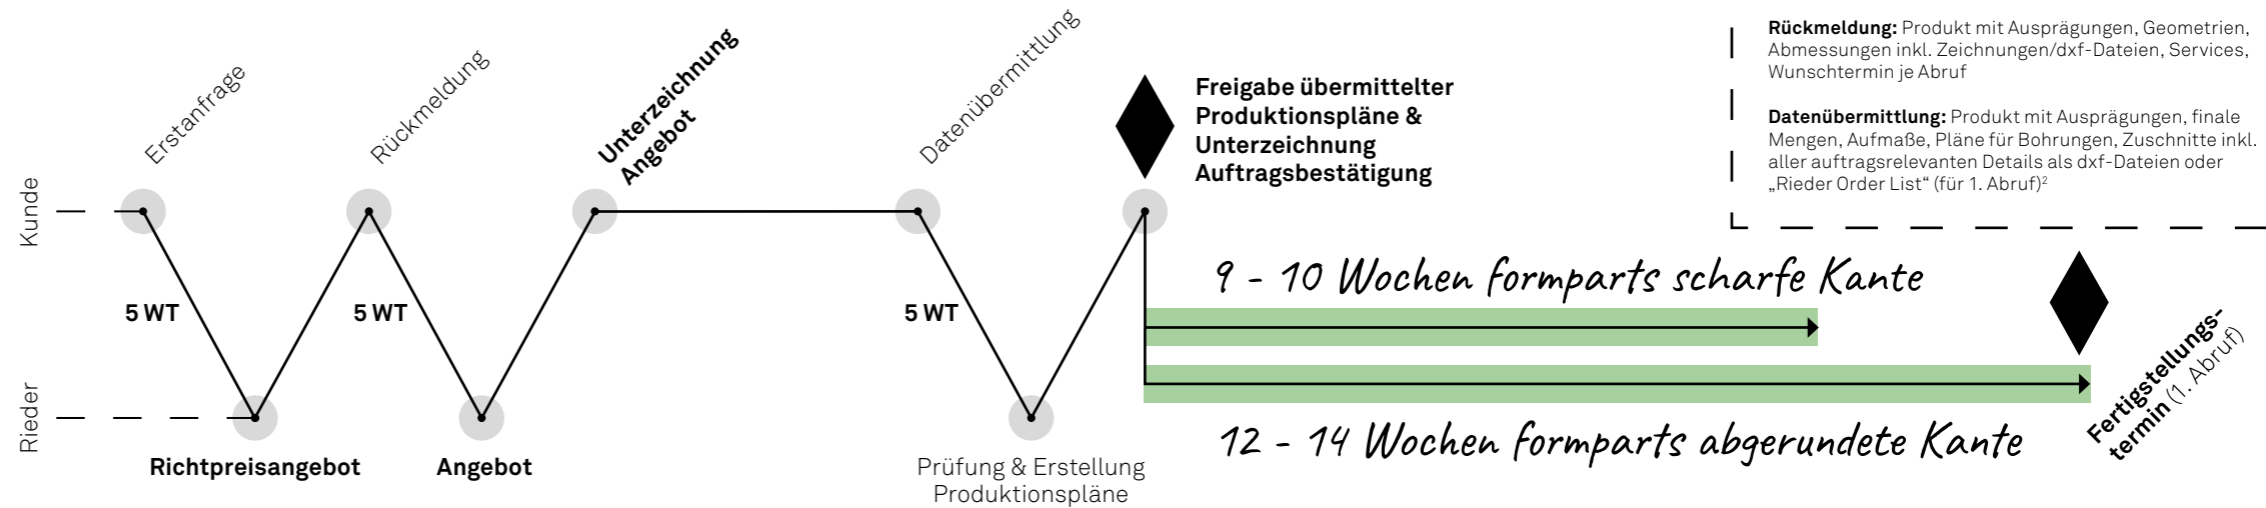 Erstanfrage
Rückmeldung
Unterzeichnung
Angebot
Datenübermittlung
Freigabe übermittelter
Produktionspläne &
Unterzeichnung
Auftragsbestätigung
Rückmeldung: Produkt mit Ausprägungen, Geometrien,
Abmessungen inkl. Zeichnungen/dxf-Dateien, Services,
Wunschtermin je Abruf
Datenübermittlung: Produkt mit Ausprägungen, finale
Mengen, Aufmaße, Pläne für Bohrungen, Zuschnitte inkl.
aller auftragsrelevanten Details als dxf-Dateien oder
„Rieder Order List“ (für 1. Abruf)²
Kunde
5 WT
5 WT
5 WT
9 - 10 Wochen formparts scharfe Kante
12 - 14 Wochen formparts abgerundete Kante
Fertigstellungs-
termin (1. Abruf)
Rieder
Richtpreisangebot
Angebot
Prüfung & Erstellung
Produktionspläne